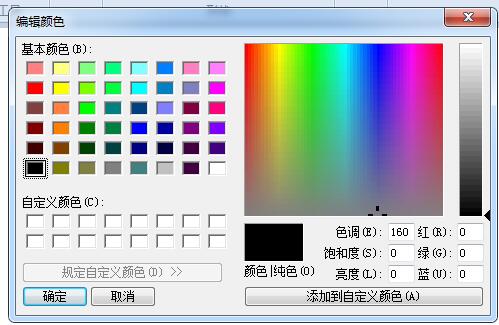 编辑颜色
基本颜色(B):
自定义颜色(C):
规定自定义颜色(D) >>
确定 取消
颜色|纯色(O)
色调(E): 160 红(R): 0
饱和度(S): 0 绿(G): 0
亮度(L): 0 蓝(U): 0
添加到自定义颜色(A)